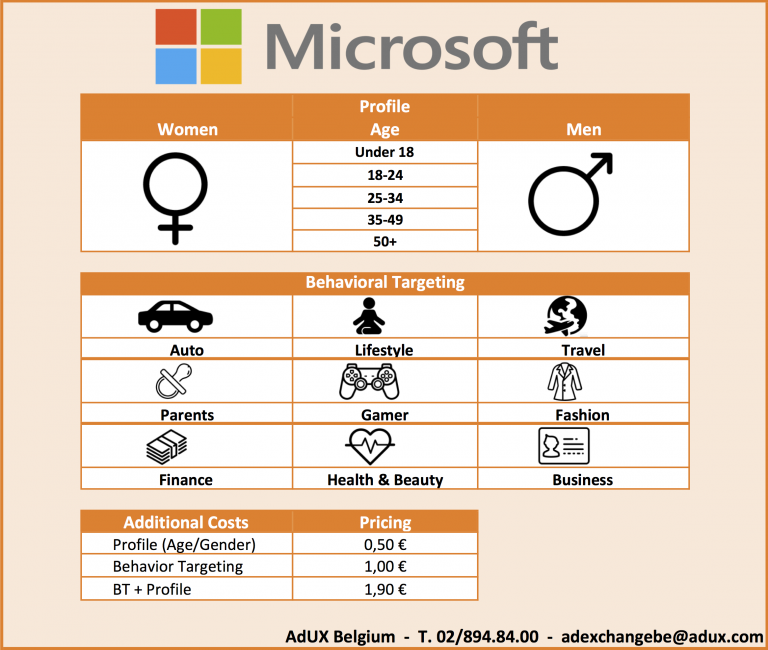 Microsoft
Profile
Women Age Men
Under 18
18-24
25-34
35-49
50+
Behavioral Targeting
Auto Lifestyle Travel
Parents Gamer Fashion
Finance Health & Beauty Business
Additional Costs Pricing
Profile (Age/Gender) 0,50 €
Behavior Targeting 1,00 €
BT + Profile 1,90 €
AdUX Belgium - T. 02/894.84.00 - adexchangebe@adux.com